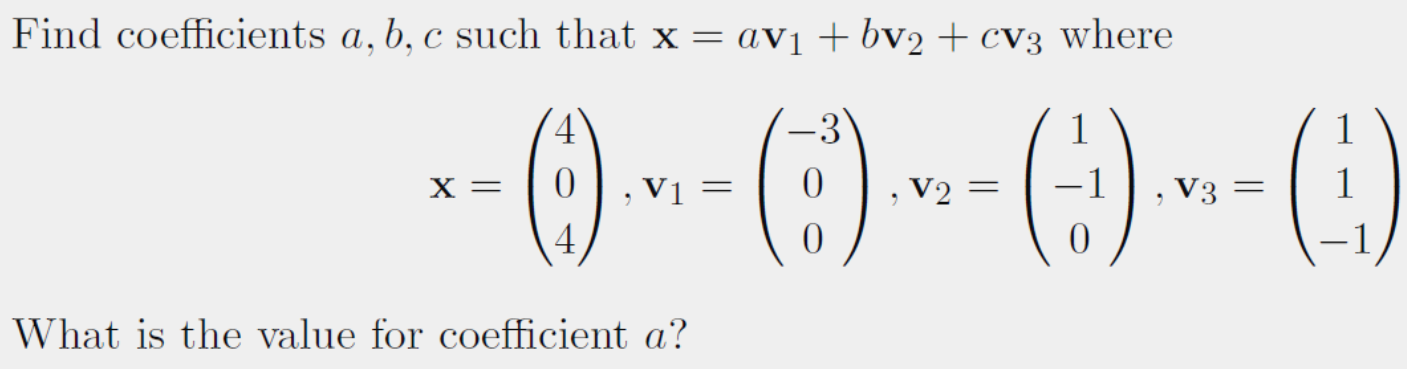 Find coefficients a, b, c such that x = av₁ + bv₂ + cv₃ where
x = (4 0 4), v₁ = (−3 0 0), v₂ = (1 −1 0), v₃ = (1 1 −1)
What is the value for coefficient a?